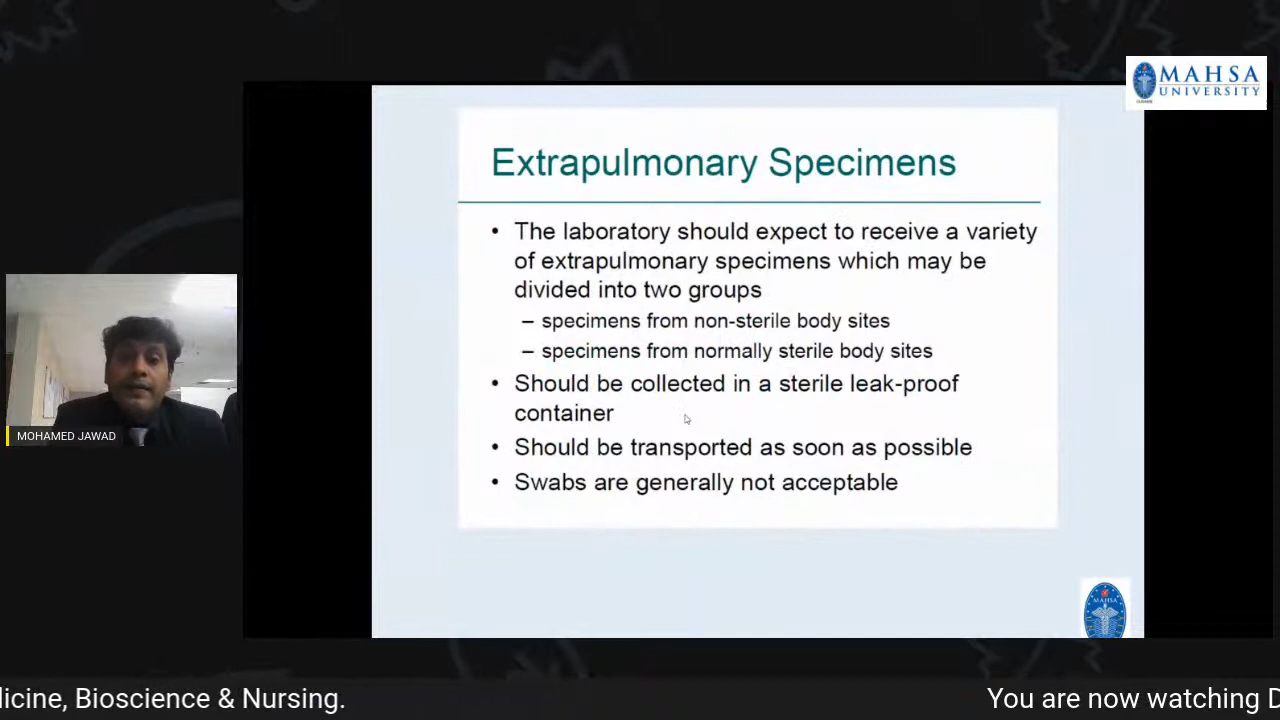 MAHSA
UNIVERSITY
Extrapulmonary Specimens
• The laboratory should expect to receive a variety
of extrapulmonary specimens which may be
divided into two groups
– specimens from non-sterile body sites
– specimens from normally sterile body sites
• Should be collected in a sterile leak-proof
container
• Should be transported as soon as possible
• Swabs are generally not acceptable
MOHAMED JAWAD
MAHSA
dicine, Bioscience & Nursing.
You are now watching D